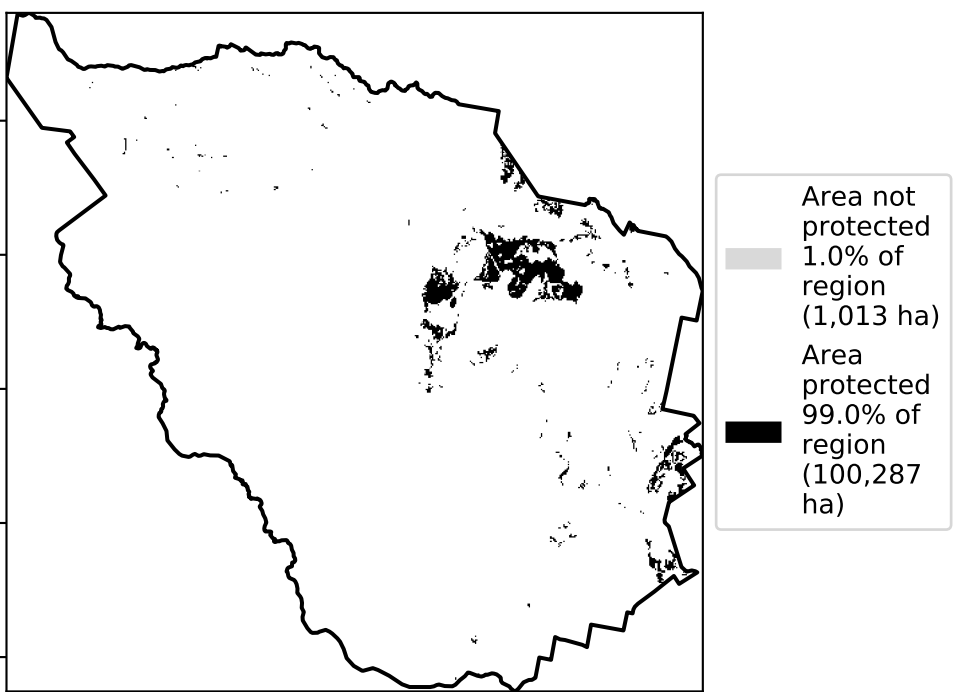 Area not
protected
1.0% of
region
(1,013 ha)
Area
protected
99.0% of
region
(100,287
ha)